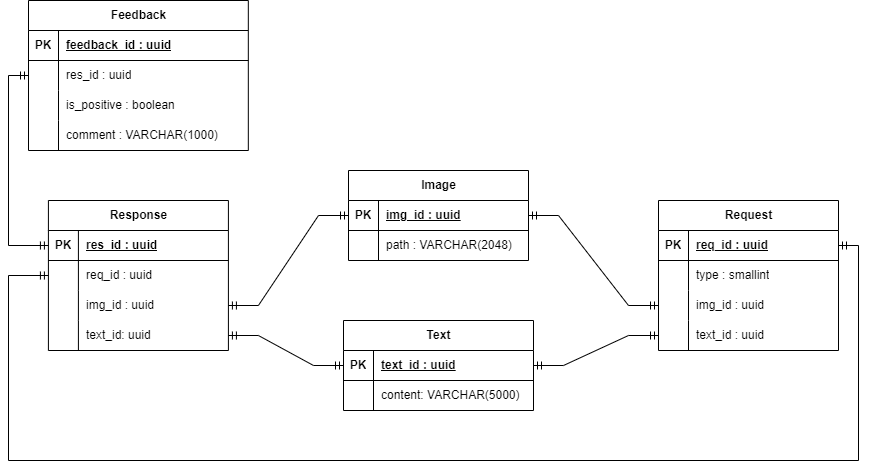 Feedback
PK feedback_id : uuid
res_id : uuid
is_positive : boolean
comment : VARCHAR(1000)
Response
PK res_id : uuid
req_id : uuid
img_id : uuid
text_id: uuid
Image
PK img_id : uuid
path : VARCHAR(2048)
Text
PK text_id : uuid
content: VARCHAR(5000)
Request
PK req_id : uuid
type : smallint
img_id : uuid
text_id : uuid